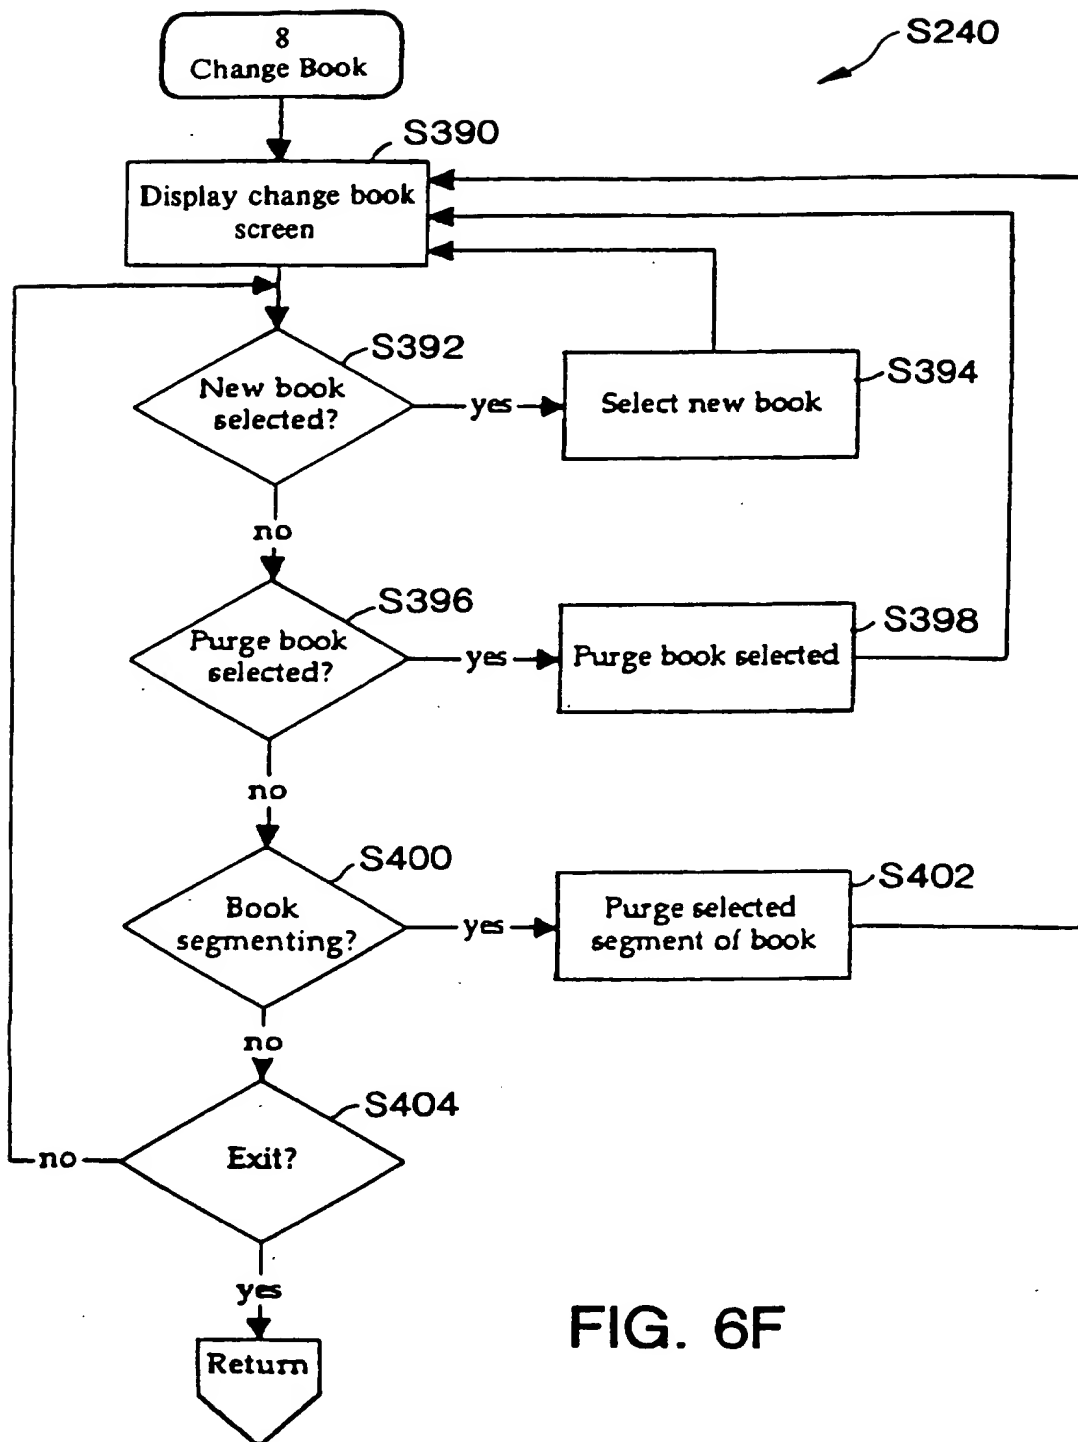 8
Change Book
S240
S390
Display change book
screen
S392
New book
selected?
yes
Select new book
S394
no
S396
Purge book
selected?
yes
Purge book selected
S398
no
S400
Book
segmenting?
yes
Purge selected
segment of book
S402
no
S404
Exit?
no
yes
Return
FIG. 6F